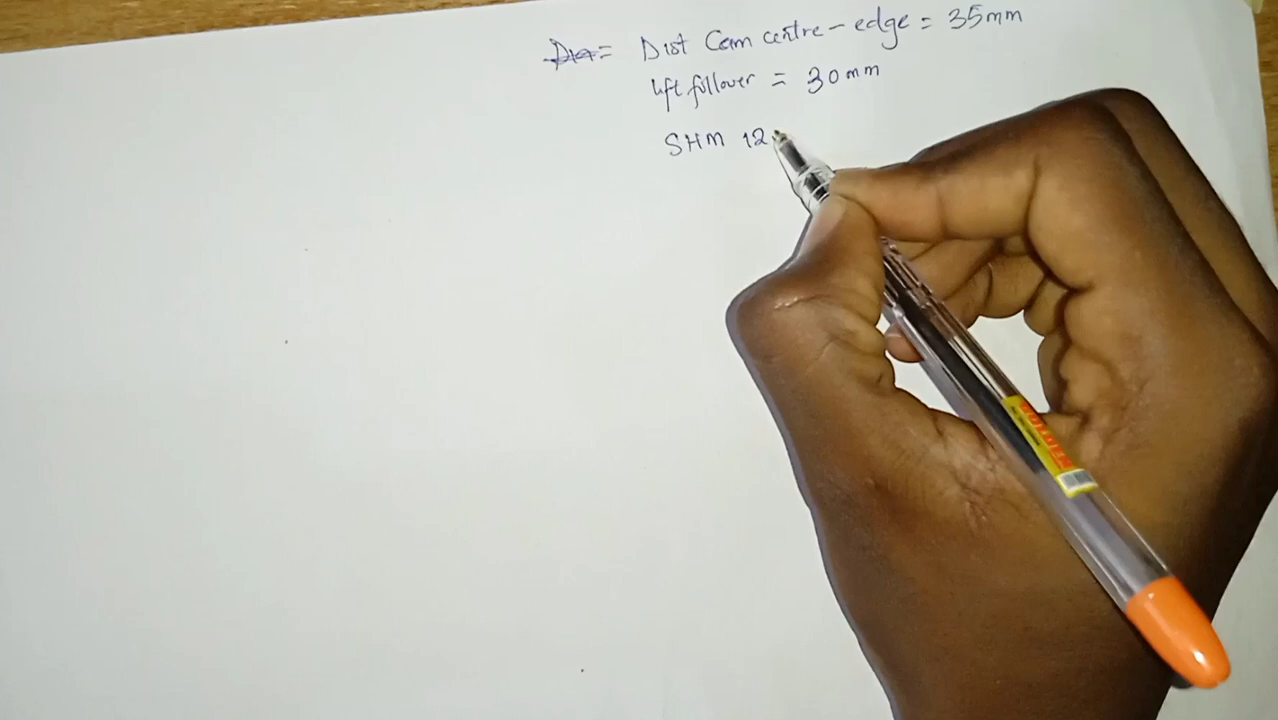 Dia= Dist Cam centre - edge = 35mm
lift follower = 30mm
SHM 12